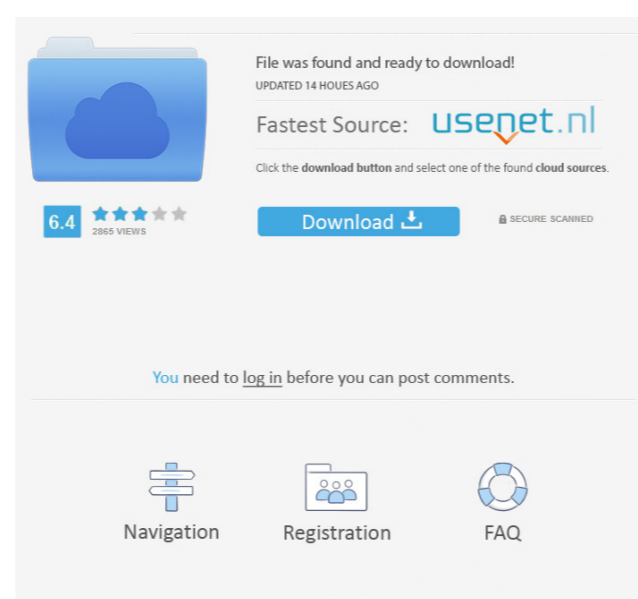 File was found and ready to download!
UPDATED 14 HOUES AGO
Fastest Source: usenet.nl
Click the download button and select one of the found cloud sources.
6.4
2865 VIEWS
Download
SECURE SCANNED
You need to log in before you can post comments.
Navigation
Registration
FAQ